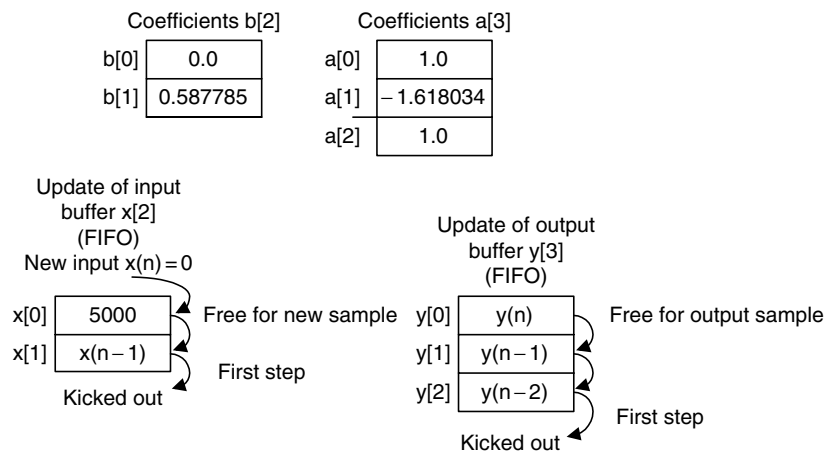 Coefficients b[2]
b[0] 0.0
b[1] 0.587785
Coefficients a[3]
a[0] 1.0
a[1] −1.618034
a[2] 1.0
Update of input
buffer x[2]
(FIFO)
New input x(n) = 0
x[0] 5000 Free for new sample
x[1] x(n−1) First step
Kicked out
Update of output
buffer y[3]
(FIFO)
y[0] y(n) Free for output sample
y[1] y(n−1)
y[2] y(n−2) First step
Kicked out